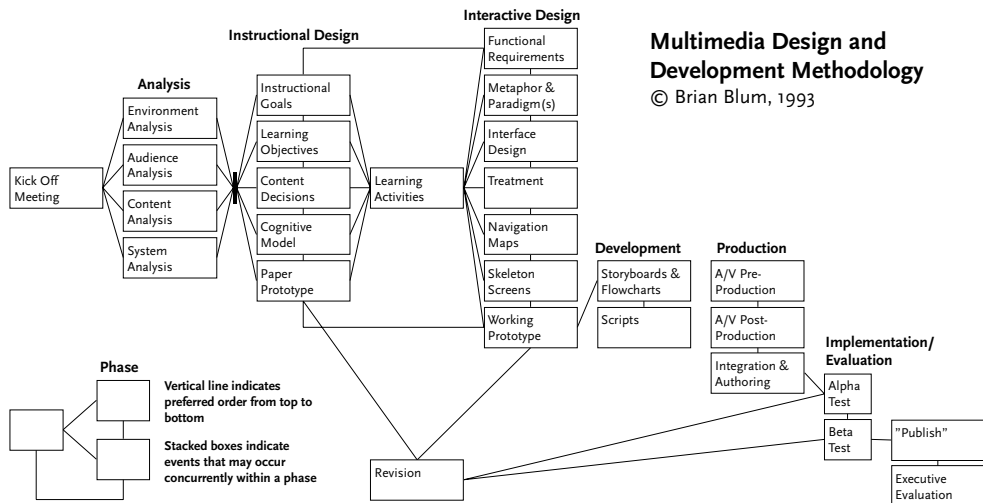 Multimedia Design and
Development Methodology
© Brian Blum, 1993
Kick Off
Meeting
Analysis
Environment
Analysis
Audience
Analysis
Content
Analysis
System
Analysis
Instructional Design
Instructional
Goals
Learning
Objectives
Content
Decisions
Cognitive
Model
Paper
Prototype
Learning
Activities
Interactive Design
Functional
Requirements
Metaphor &
Paradigm(s)
Interface
Design
Treatment
Navigation
Maps
Skeleton
Screens
Working
Prototype
Development
Storyboards &
Flowcharts
Scripts
Production
A/V Pre-
Production
A/V Post-
Production
Integration &
Authoring
Implementation/
Evaluation
Alpha
Test
Beta
Test
"Publish"
Executive
Evaluation
Revision
Phase
Vertical line indicates
preferred order from top to
bottom
Stacked boxes indicate
events that may occur
concurrently within a phase